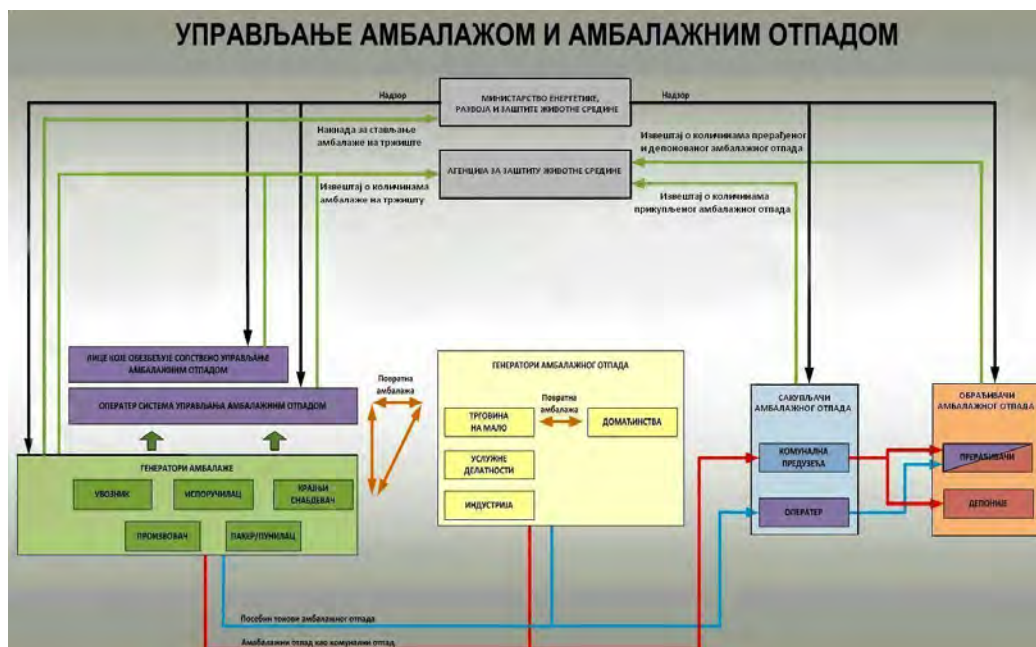 УПРАВЉАЊЕ АМБАЛАЖОМ И АМБАЛАЖНИМ ОТПАДОМ
Надзор
МИНИСТАРСТВО ЕНЕРГЕТИКЕ,
РАЗВОЈА И ЗАШТИТЕ ЖИВОТНЕ СРЕДИНЕ
Надзор
Накнада за стављање
амбалаже на тржиште
Извештај о количинама прерађеног
и депонованог амбалажног отпада
АГЕНЦИЈА ЗА ЗАШТИТУ ЖИВОТНЕ СРЕДИНЕ
Извештај о количинама
амбалаже на тржишту
Извештај о количинама
прикупљеног амбалажног отпада
ЛИЦЕ КОЈЕ ОБЕЗБЕЂУЈЕ СОПСТВЕНО УПРАВЉАЊЕ
АМБАЛАЖНИМ ОТПАДОМ
ОПЕРАТЕР СИСТЕМА УПРАВЉАЊА АМБАЛАЖНИМ ОТПАДОМ
ГЕНЕРАТОРИ АМБАЛАЖЕ
УВОЗНИК
ИСПОРУЧИЛАЦ
КРАЈЊИ
СНАБДЕВАЧ
ПРОИЗВОЂАЧ
ПАКЕР/ПУНИЛАЦ
Повратна
амбалажа
ГЕНЕРАТОРИ АМБАЛАЖНОГ ОТПАДА
ТРГОВИНА
НА МАЛО
Повратна
амбалажа
ДОМАЋИНСТВА
УСЛУЖНЕ
ДЕЛАТНОСТИ
ИНДУСТРИЈА
САКУПЉАЧИ
АМБАЛАЖНОГ ОТПАДА
КОМУНАЛНА
ПРЕДУЗЕЋА
ОПЕРАТЕР
ОБРАЂИВАЧИ
АМБАЛАЖНОГ ОТПАДА
ПРЕРАЂИВАЧИ
ДЕПОНИЈЕ
Посебни токови амбалажног отпада
Амбалажни отпад као комунални отпад